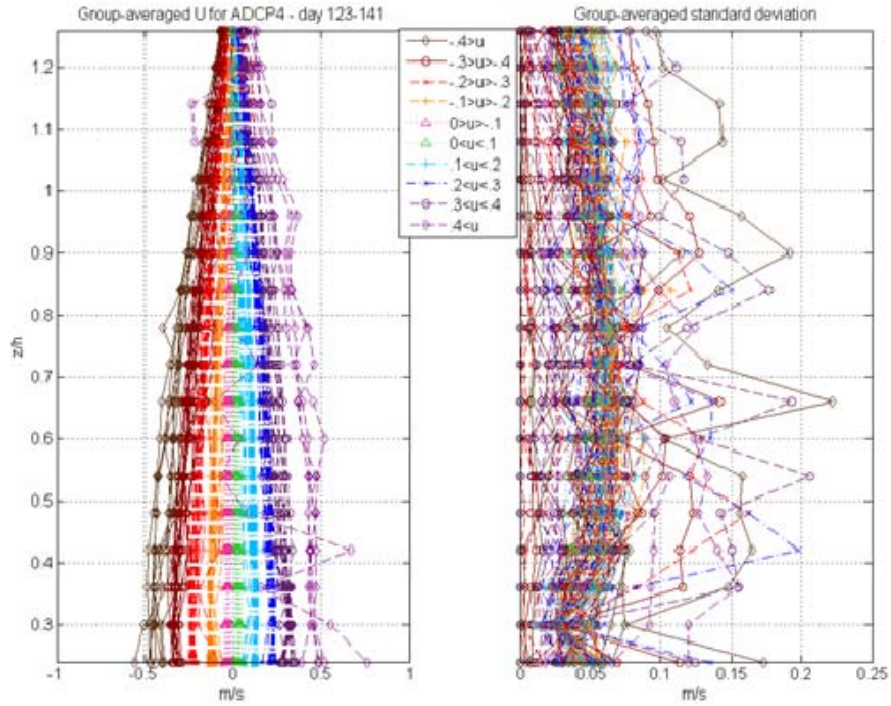 Group-averaged U for ADCP4 - day 123-141
Group-averaged standard deviation
-.4>u
-.3>u>-.4
-.2>u>-.3
-.1>u>-.2
0>u>-.1
0<u<.1
.1<u<.2
.2<u<.3
.3<u<.4
.4<u
z/h
1.2
1.1
1
0.9
0.8
0.7
0.6
0.5
0.4
0.3
-1
-0.5
0
0.5
1
m/s
0
0.05
0.1
0.15
0.2
0.25
m/s